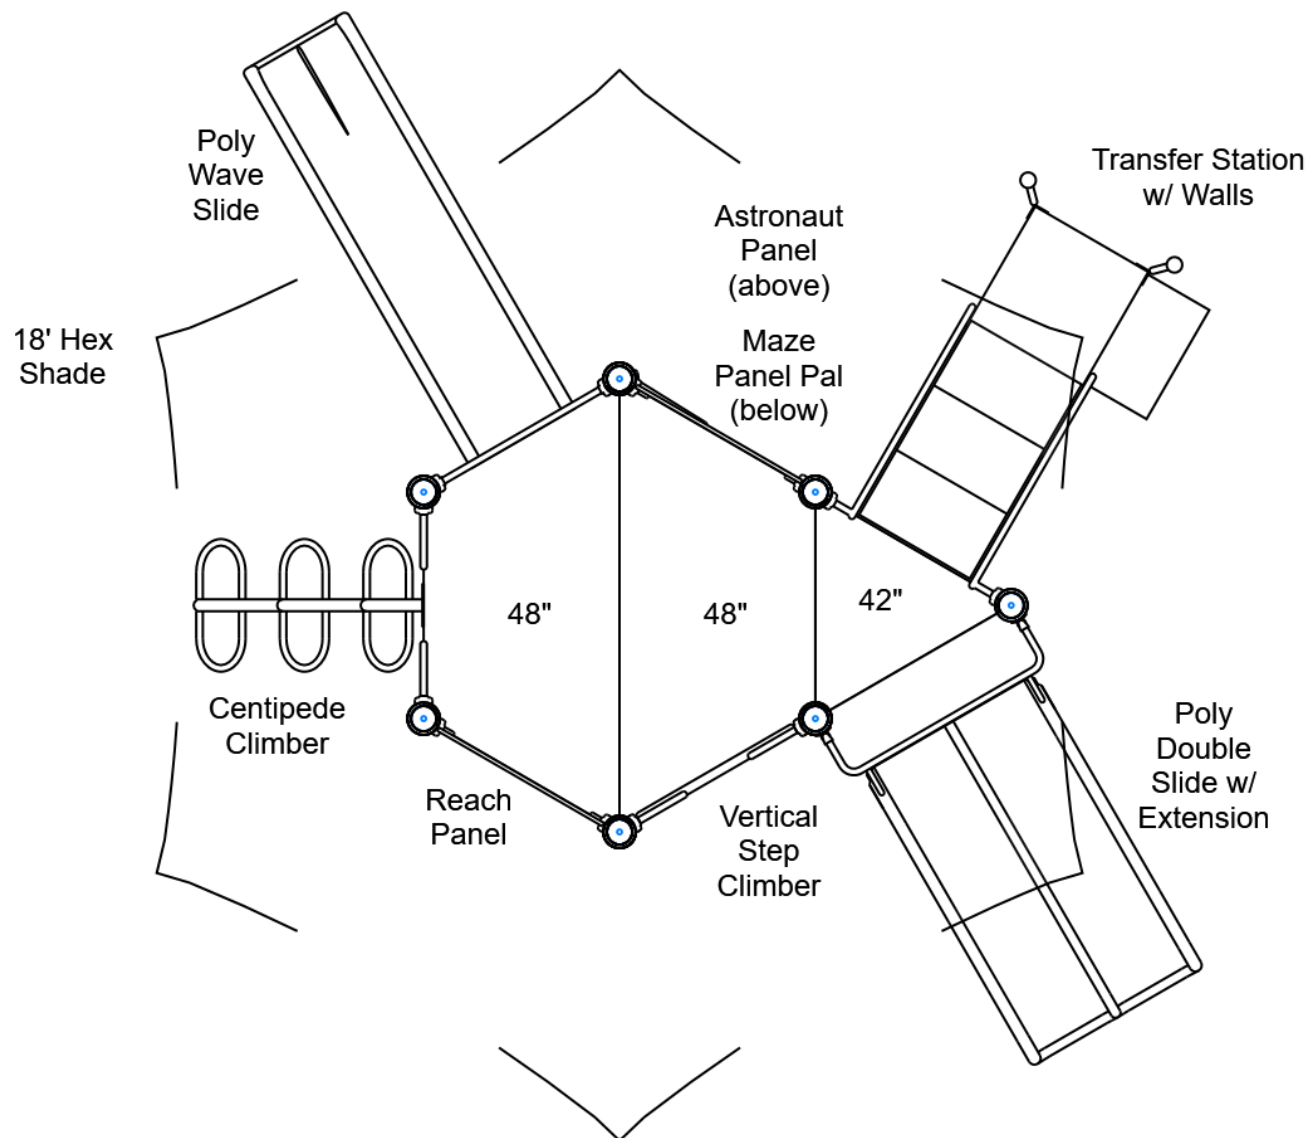 Poly
Wave
Slide
Transfer Station
w/ Walls
Astronaut
Panel
(above)
18' Hex
Shade
Maze
Panel Pal
(below)
48"
48"
42"
Centipede
Climber
Poly
Double
Slide w/
Extension
Reach
Panel
Vertical
Step
Climber